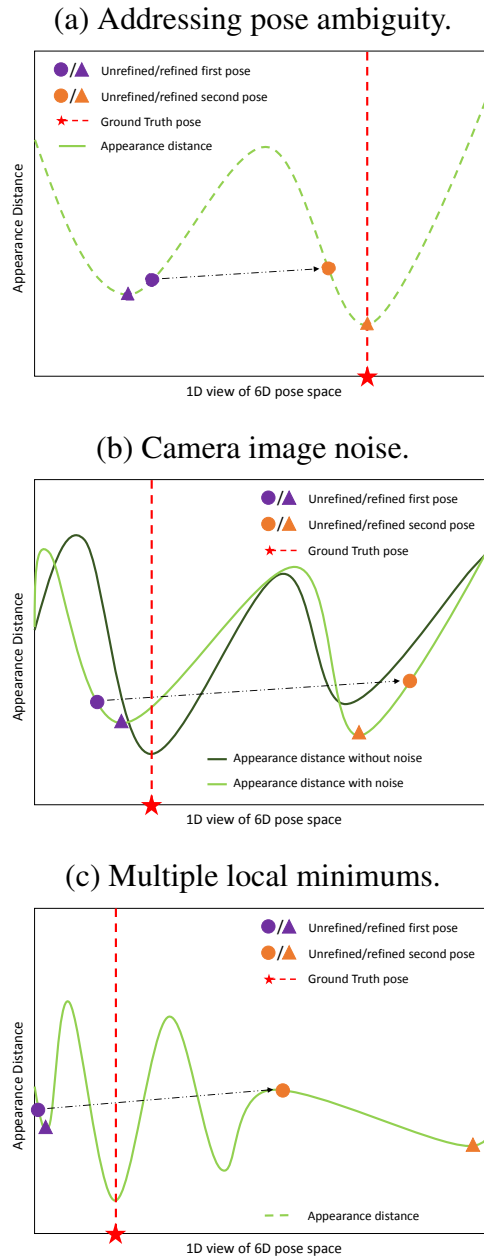 (a) Addressing pose ambiguity.
/ Unrefined/refined first pose
/ Unrefined/refined second pose
Ground Truth pose
Appearance distance
Appearance Distance
1D view of 6D pose space
(b) Camera image noise.
/ Unrefined/refined first pose
/ Unrefined/refined second pose
Ground Truth pose
Appearance Distance
Appearance distance without noise
Appearance distance with noise
1D view of 6D pose space
(c) Multiple local minimums.
/ Unrefined/refined first pose
/ Unrefined/refined second pose
Ground Truth pose
Appearance Distance
Appearance distance
1D view of 6D pose space